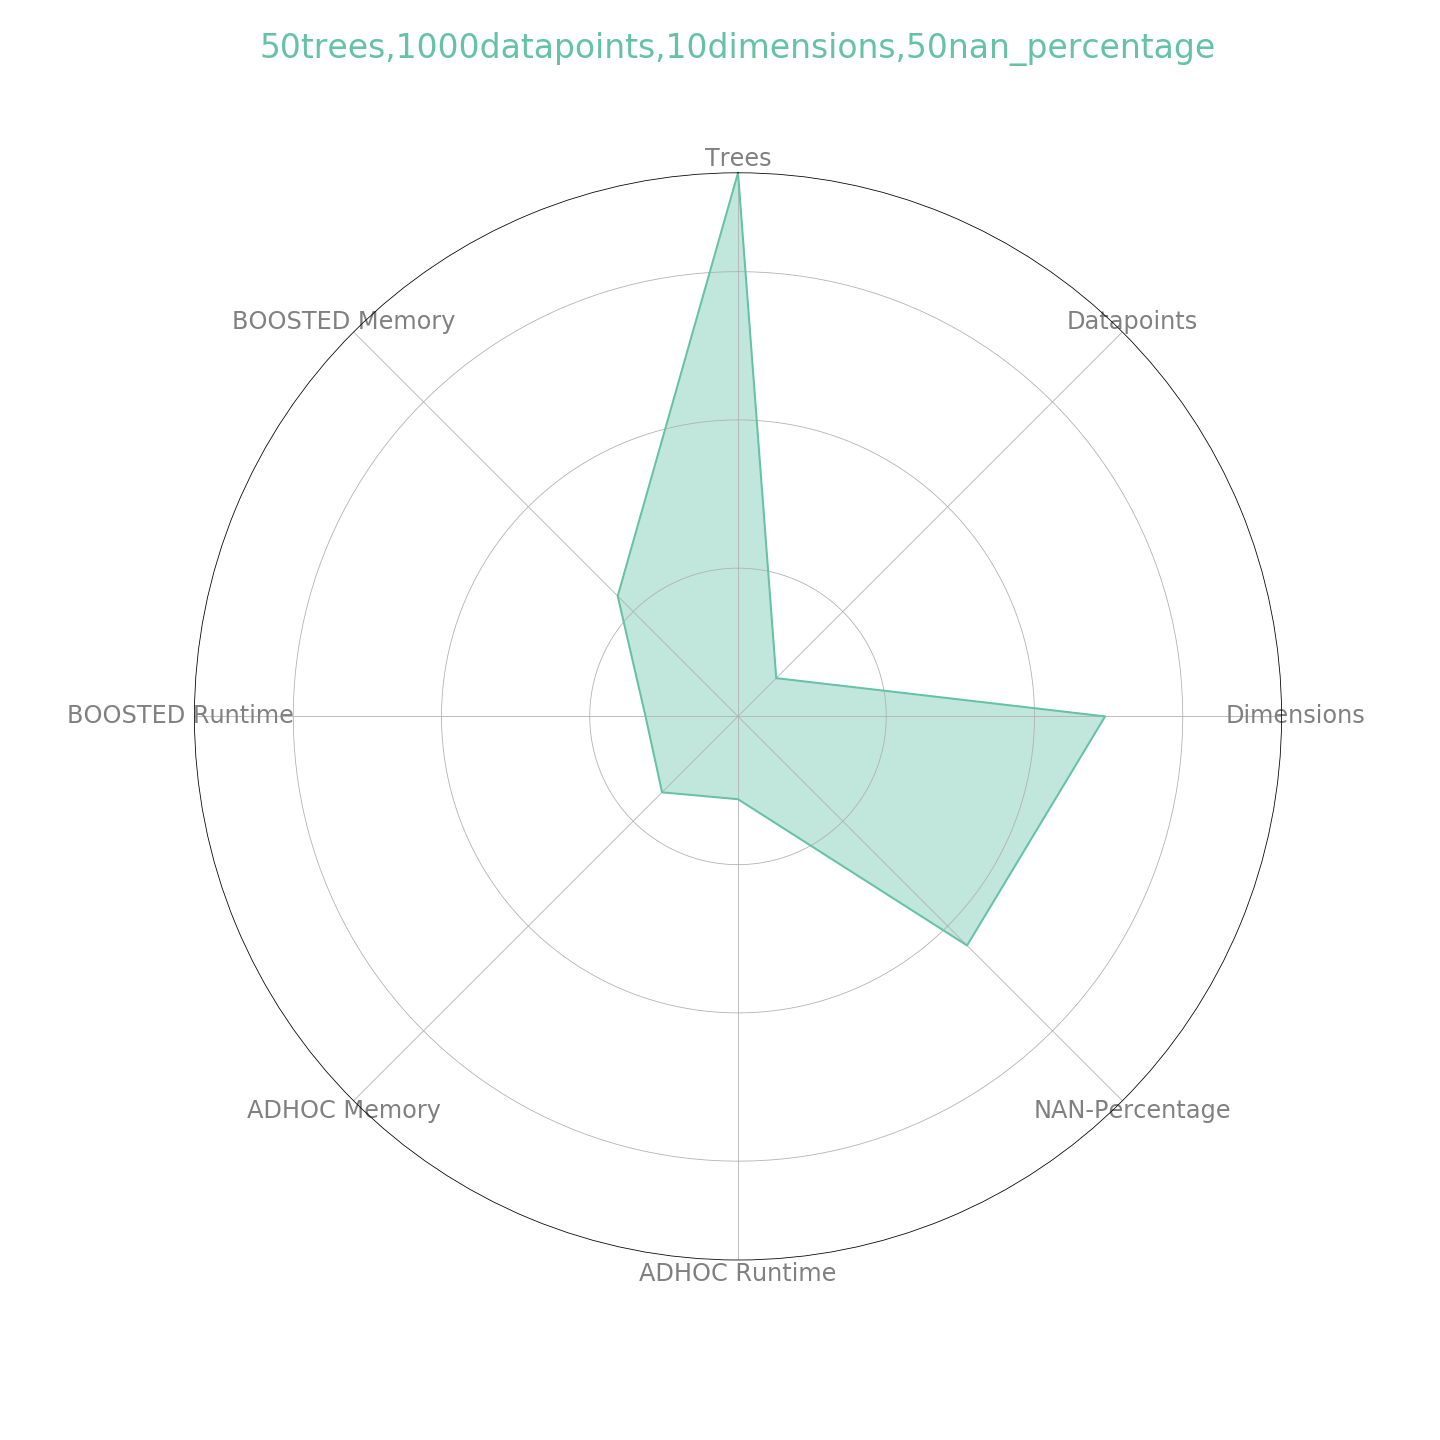 50trees,1000datapoints,10dimensions,50nan_percentage
Trees
BOOSTED Memory
Datapoints
BOOSTED Runtime
Dimensions
ADHOC Memory
NAN-Percentage
ADHOC Runtime